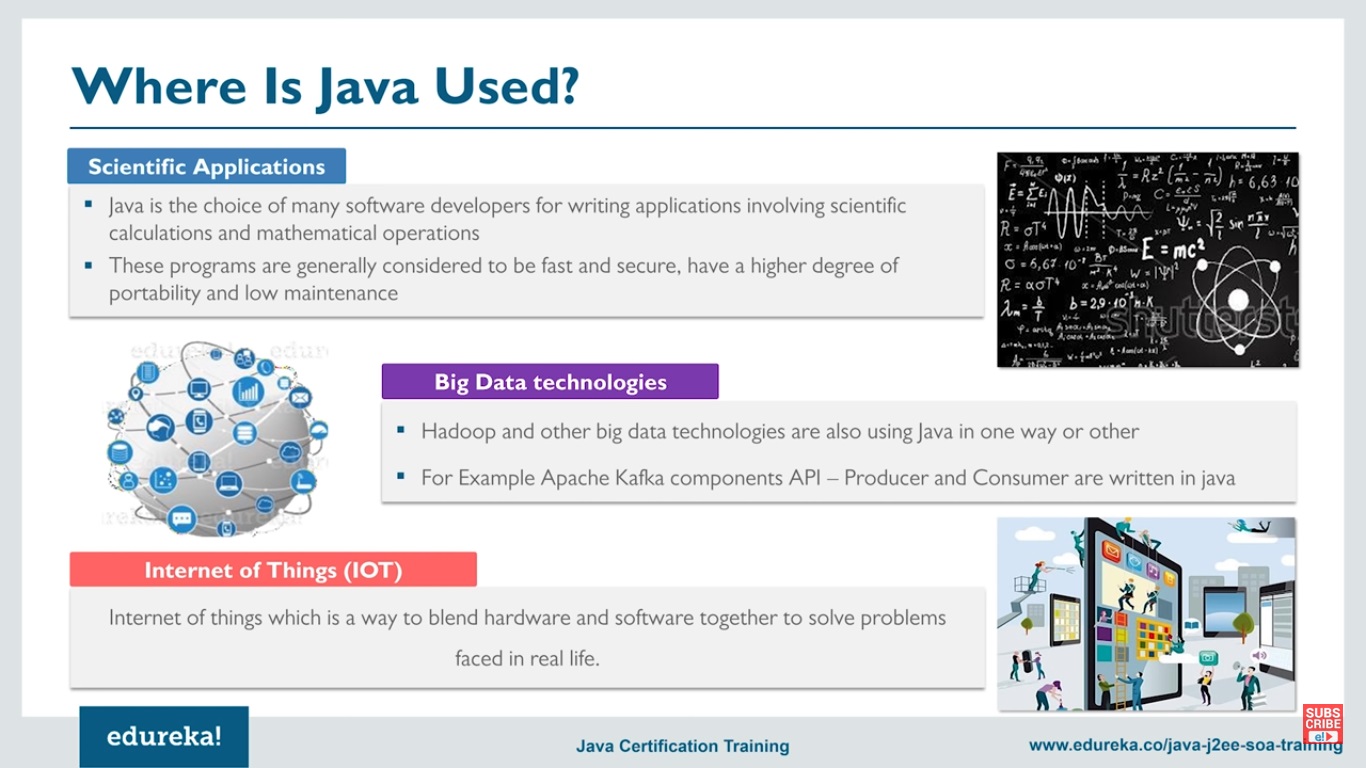 Where Is Java Used?
Scientific Applications
▪ Java is the choice of many software developers for writing applications involving scientific
calculations and mathematical operations
▪ These programs are generally considered to be fast and secure, have a higher degree of
portability and low maintenance
E = mc²
shutterst
edureka!
Big Data technologies
▪ Hadoop and other big data technologies are also using Java in one way or other
▪ For Example Apache Kafka components API – Producer and Consumer are written in java
Internet of Things (IOT)
Internet of things which is a way to blend hardware and software together to solve problems
faced in real life.
edureka!
Java Certification Training
www.edureka.co/java-j2ee-soa-training
SUBS
CRIBE
e!